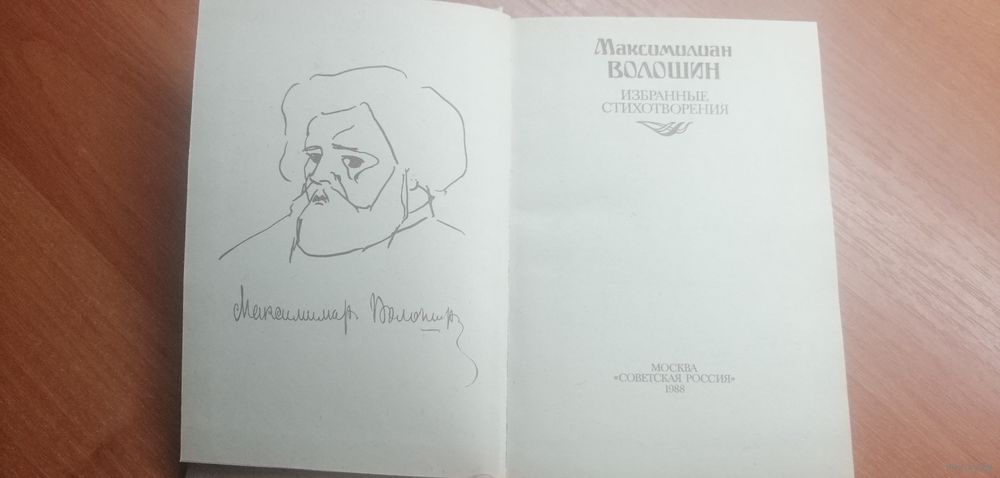 Максимилиан Волошин
Максимилиан
ВОЛОШИН
ИЗБРАННЫЕ
СТИХОТВОРЕНИЯ
МОСКВА
«СОВЕТСКАЯ РОССИЯ»
1988